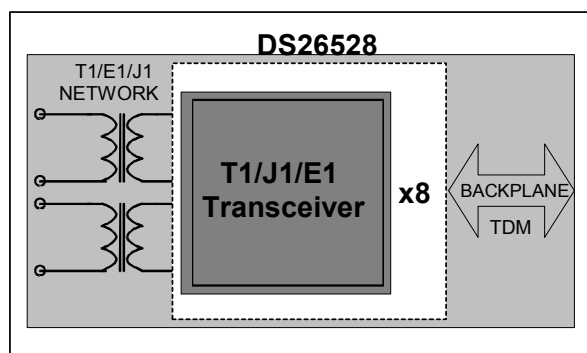 DS26528
T1/E1/J1
NETWORK
T1/J1/E1
Transceiver
x8
BACKPLANE
TDM